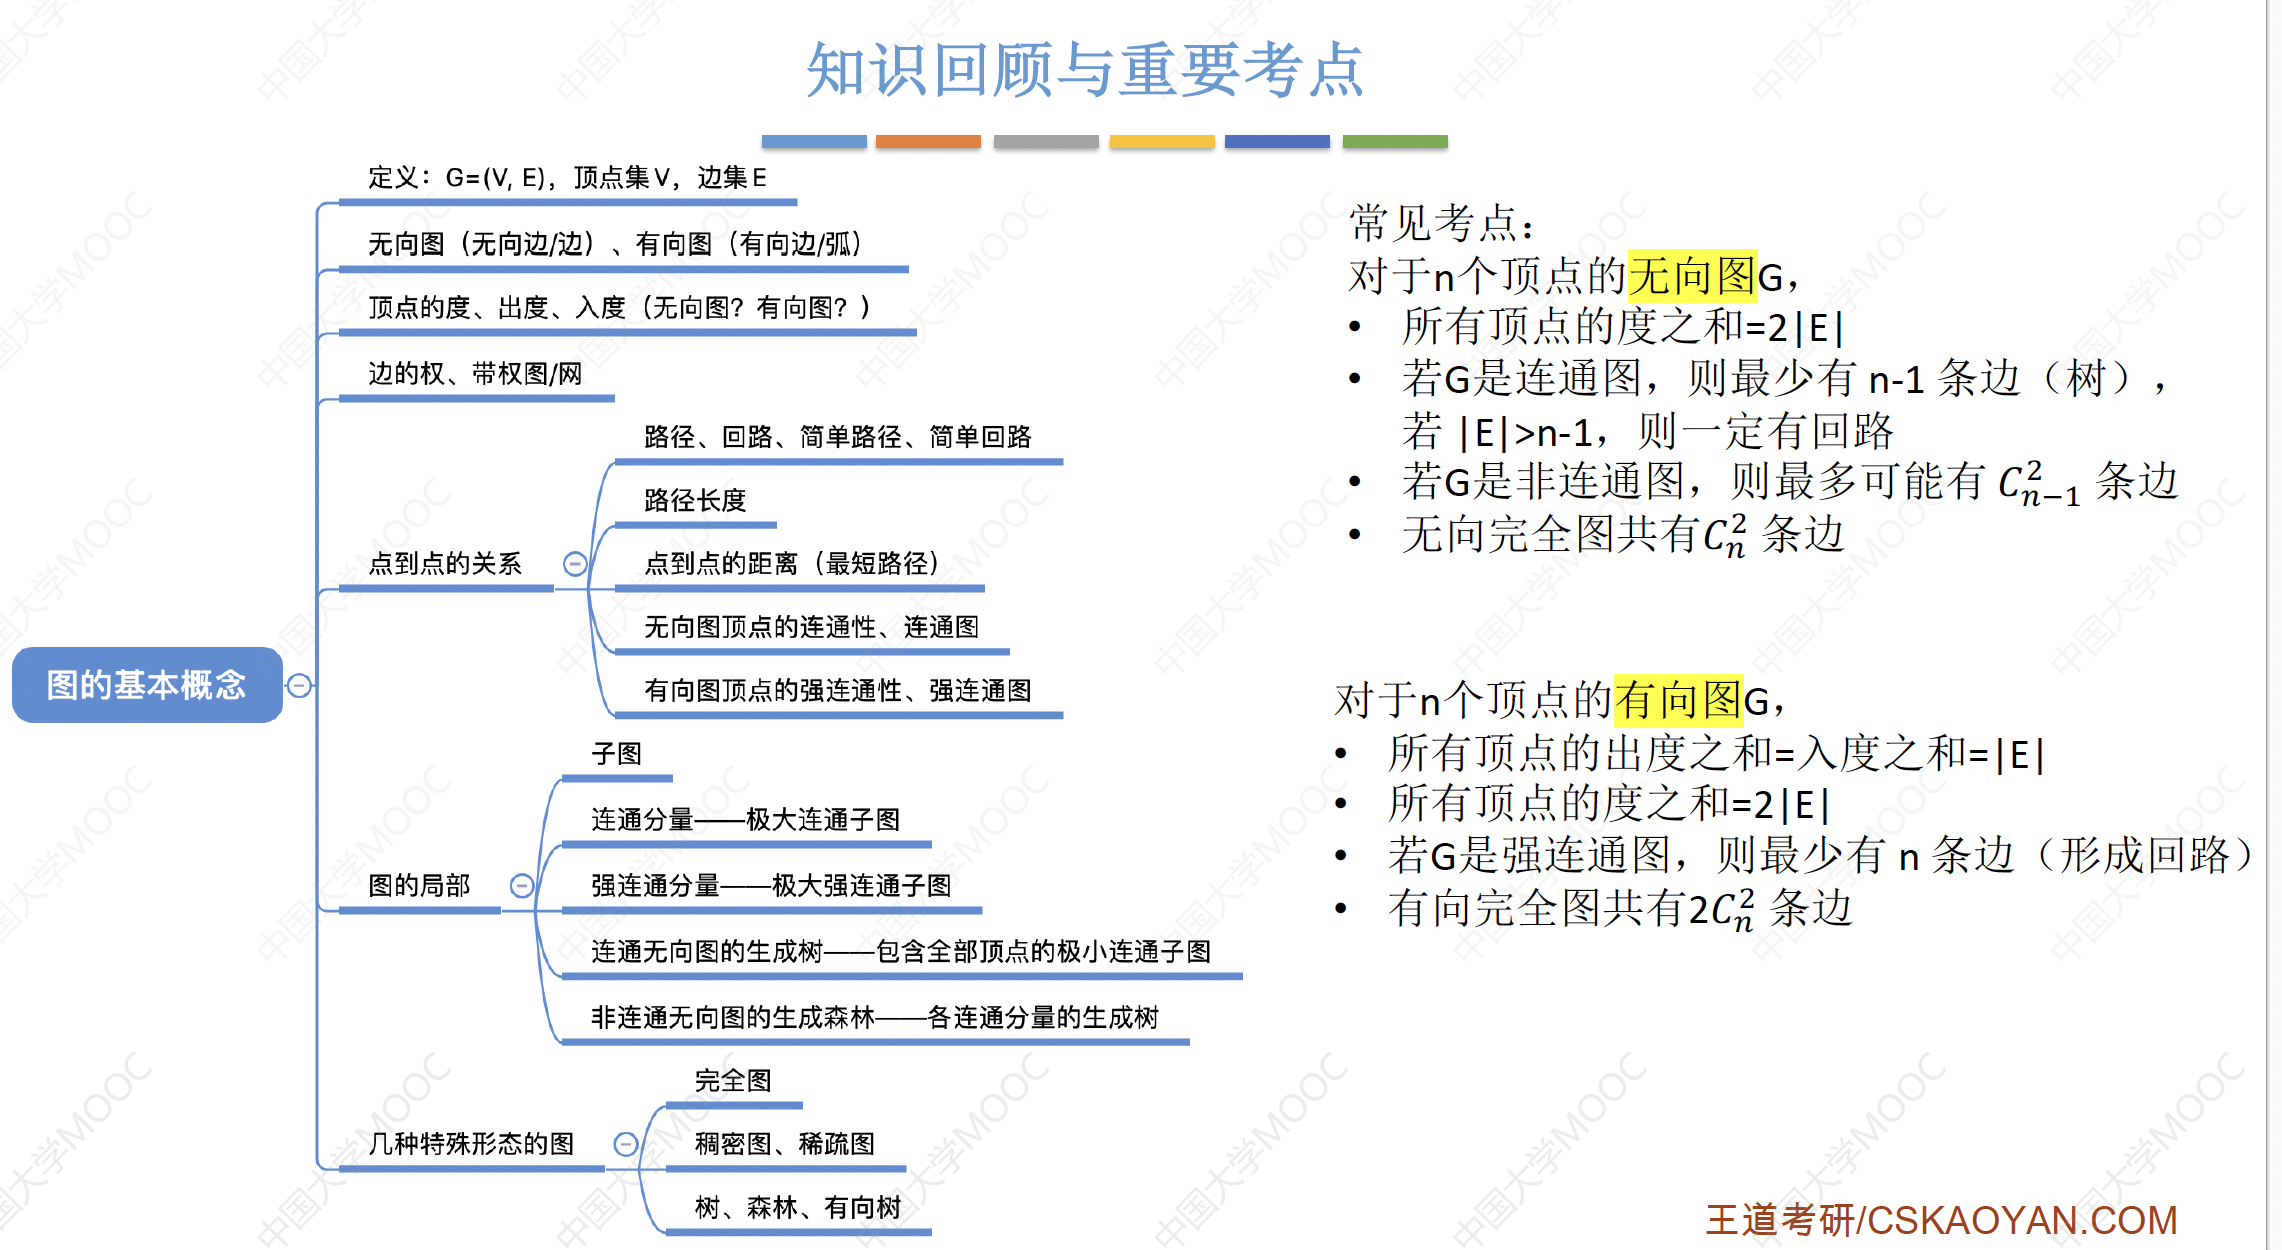 知识回顾与重要考点
定义：G=(V, E)，顶点集 V，边集 E
无向图（无向边/边）、有向图（有向边/弧）
顶点的度、出度、入度（无向图？有向图？）
边的权、带权图/网
点到点的关系
路径、回路、简单路径、简单回路
路径长度
点到点的距离（最短路径）
无向图顶点的连通性、连通图
有向图顶点的强连通性、强连通图
图的基本概念
图的局部
子图
连通分量——极大连通子图
强连通分量——极大强连通子图
连通无向图的生成树——包含全部顶点的极小连通子图
非连通无向图的生成森林——各连通分量的生成树
几种特殊形态的图
完全图
稠密图、稀疏图
树、森林、有向树
常见考点：
对于n个顶点的无向图G，
• 所有顶点的度之和=2|E|
• 若G是连通图，则最少有 n-1 条边（树），
若 |E|>n-1，则一定有回路
• 若G是非连通图，则最多可能有 $C_{n-1}^{2}$ 条边
• 无向完全图共有$C_{n}^{2}$ 条边
对于n个顶点的有向图G，
• 所有顶点的出度之和=入度之和=|E|
• 所有顶点的度之和=2|E|
• 若G是强连通图，则最少有 n 条边（形成回路）
• 有向完全图共有$2C_{n}^{2}$ 条边
王道考研/CSKAOYAN.COM
中国大学MOOC